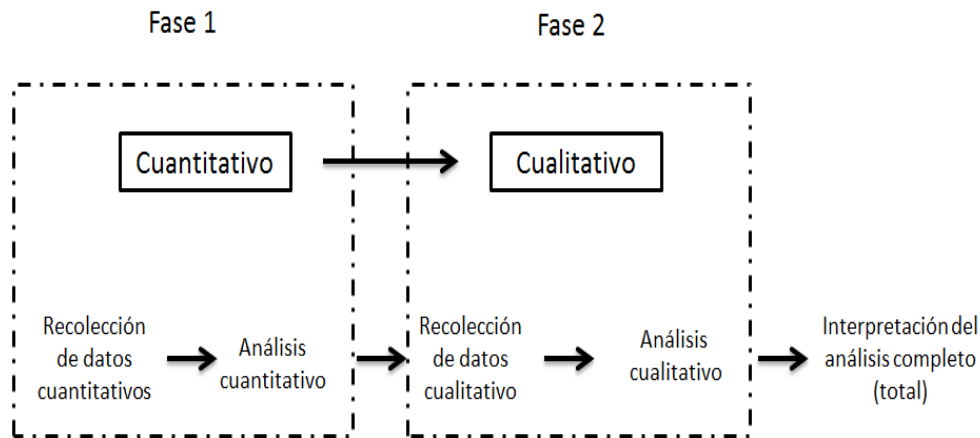 Fase 1
Fase 2
Cuantitativo
Cualitativo
Recolección
de datos
cuantitativos
Análisis
cuantitativo
Recolección
de datos
cualitativo
Análisis
cualitativo
Interpretación del
análisis completo
(total)